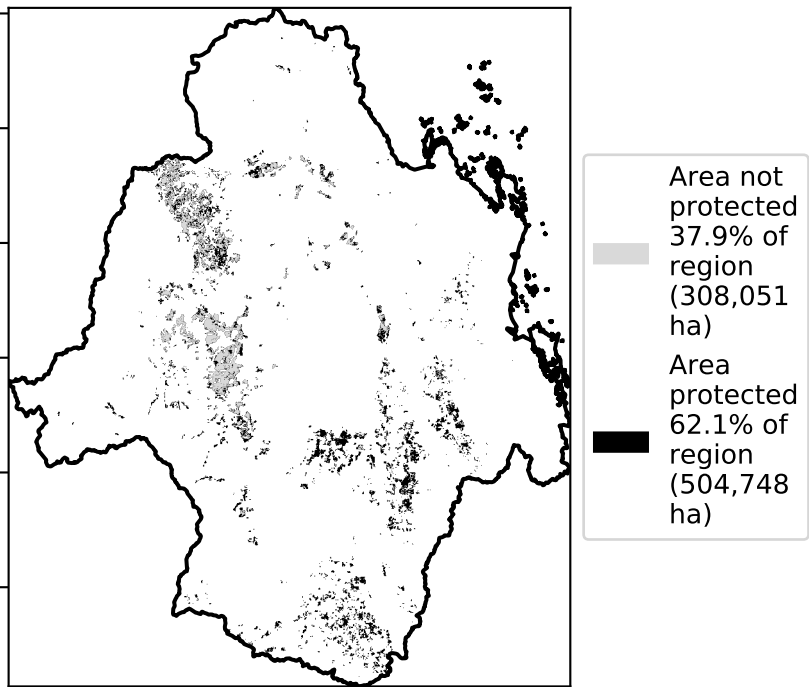 Area not
protected
37.9% of
region
(308,051
ha)
Area
protected
62.1% of
region
(504,748
ha)